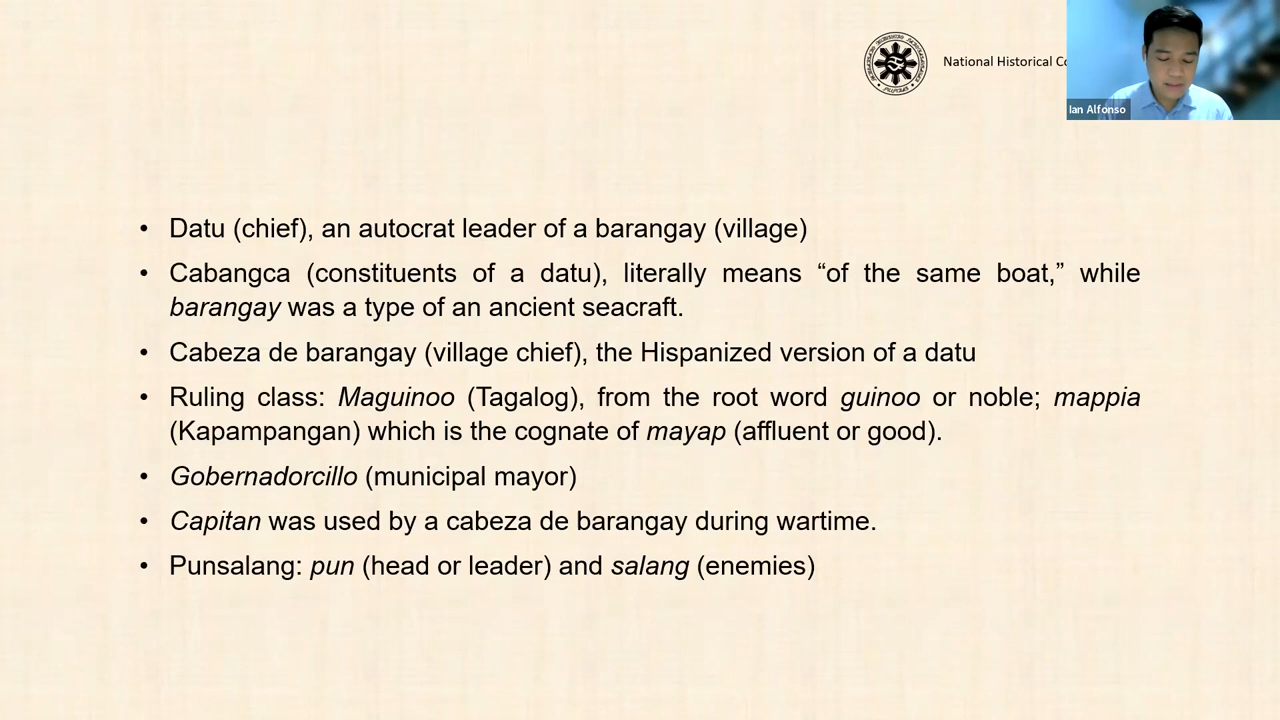 National Historical
Ian Alfonso
• Datu (chief), an autocrat leader of a barangay (village)
• Cabangca (constituents of a datu), literally means “of the same boat,” while
barangay was a type of an ancient seacraft.
• Cabeza de barangay (village chief), the Hispanized version of a datu
• Ruling class: Maguinoo (Tagalog), from the root word guinoo or noble; mappia
(Kapampangan) which is the cognate of mayap (affluent or good).
• Gobernadorcillo (municipal mayor)
• Capitan was used by a cabeza de barangay during wartime.
• Punsalang: pun (head or leader) and salang (enemies)